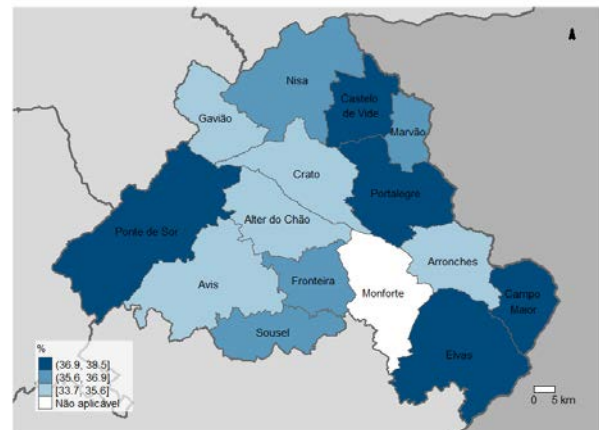 Nisa
Castelo
de Vide
Gavião
Marvão
Crato
Portalegre
Alter do Chão
Ponte de Sor
Arronches
Avis
Fronteira
Monforte
Campo
Maior
Sousel
Elvas
%
(36.9, 38.5]
(35.6, 36.9]
[33.7, 35.6]
Não aplicável
0 5 km